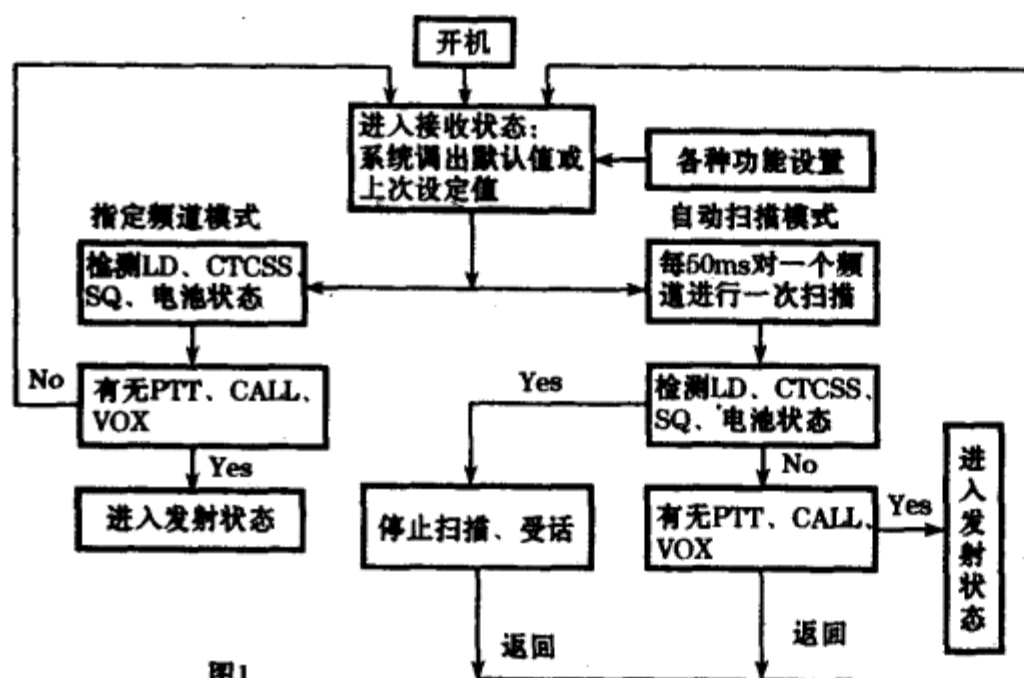 开机
进入接收状态：
系统调出默认值或
上次设定值
各种功能设置
指定频道模式
自动扫描模式
检测LD、CTCSS、
SQ、电池状态
每50ms对一个频
道进行一次扫描
No
有无PTT、CALL、
VOX
Yes
检测LD、CTCSS、
SQ、电池状态
Yes
No
进入发射状态
停止扫描、受话
有无PTT、CALL、
VOX
Yes
进入发射状态
返回
返回
图1